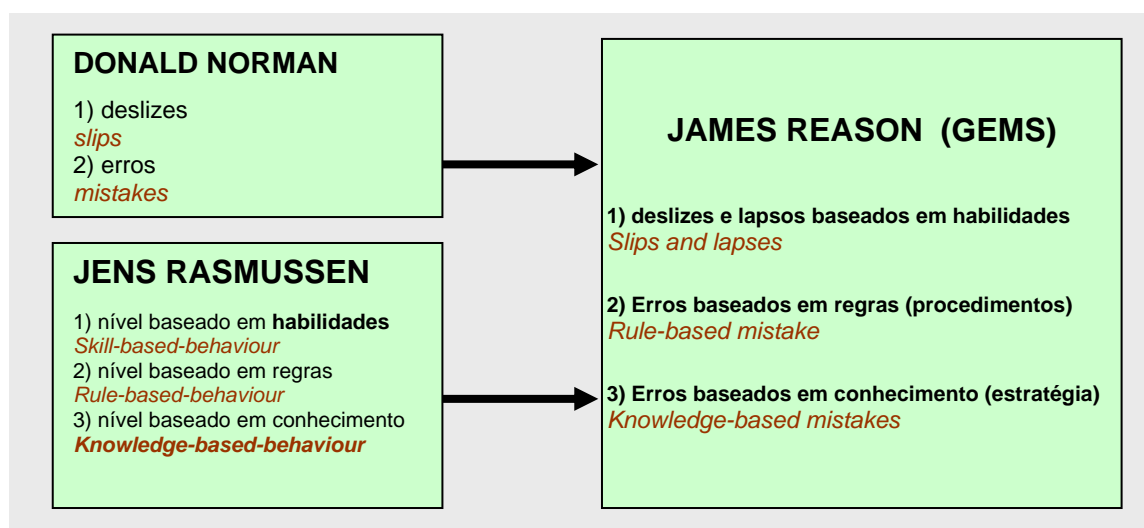 DONALD NORMAN
1) deslizes
slips
2) erros
mistakes
JENS RASMUSSEN
1) nível baseado em habilidades
Skill-based-behaviour
2) nível baseado em regras
Rule-based-behaviour
3) nível baseado em conhecimento
Knowledge-based-behaviour
JAMES REASON (GEMS)
1) deslizes e lapsos baseados em habilidades
Slips and lapses
2) Erros baseados em regras (procedimentos)
Rule-based mistake
3) Erros baseados em conhecimento (estratégia)
Knowledge-based mistakes